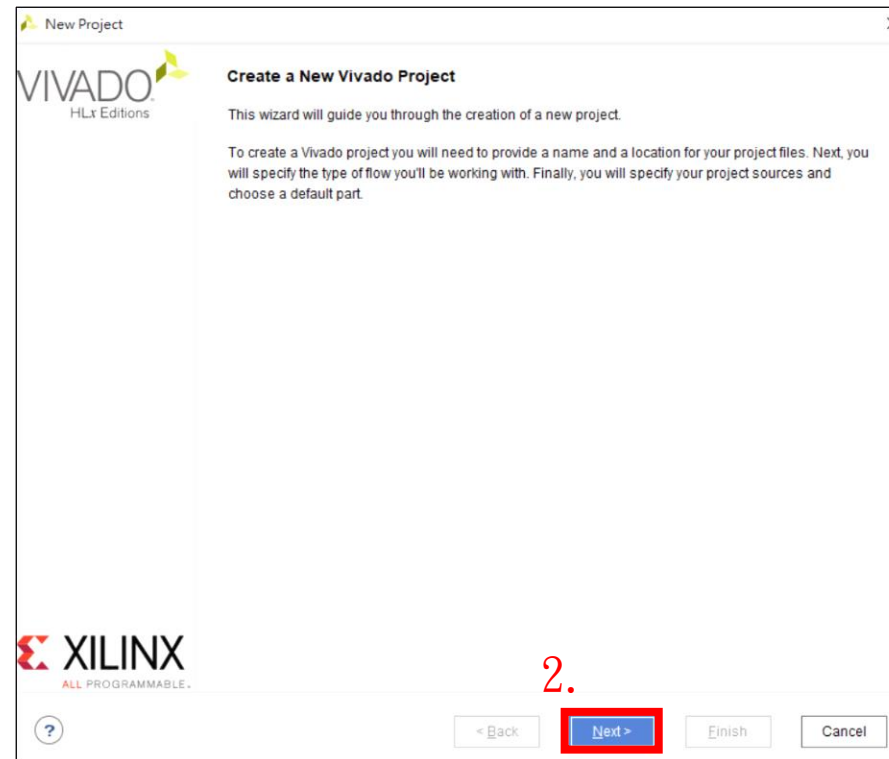 New Project
VIVADO.
HLx Editions
Create a New Vivado Project
This wizard will guide you through the creation of a new project.
To create a Vivado project you will need to provide a name and a location for your project files. Next, you
will specify the type of flow you'll be working with. Finally, you will specify your project sources and
choose a default part.
XILINX
ALL PROGRAMMABLE.
2.
?
< Back
Next >
Finish
Cancel